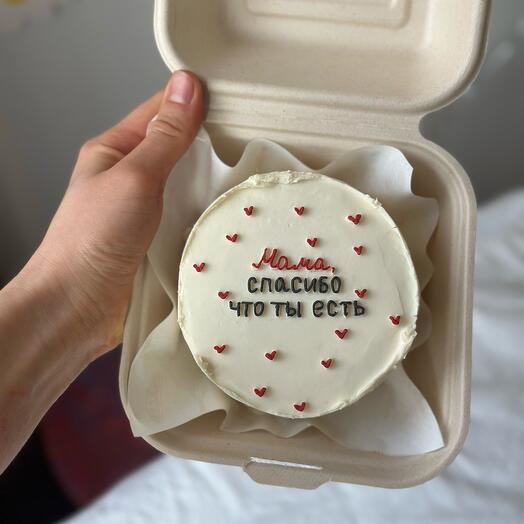 Мама,
спасибо
что ты есть